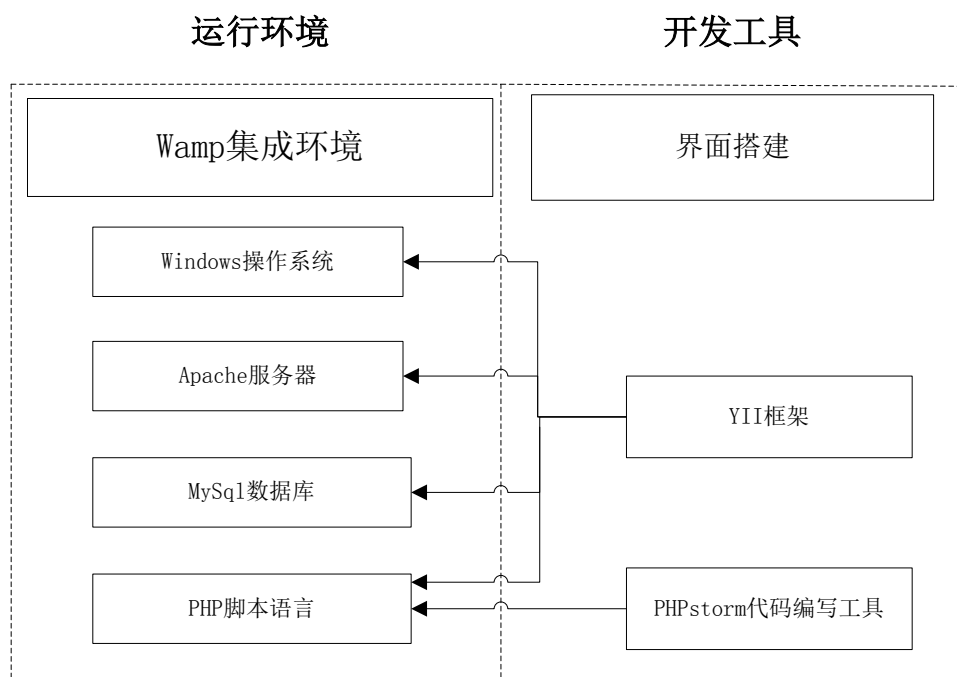 运行环境
开发工具
Wamp集成环境
界面搭建
Windows操作系统
Apache服务器
YII框架
MySql数据库
PHP脚本语言
PHPstorm代码编写工具